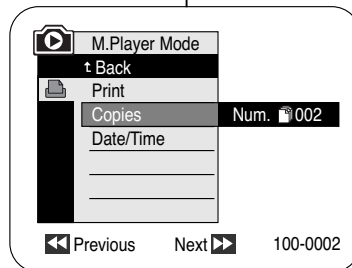 M.Player Mode
Back
Print
Copies Num. 002
Date/Time
Previous Next 100-0002